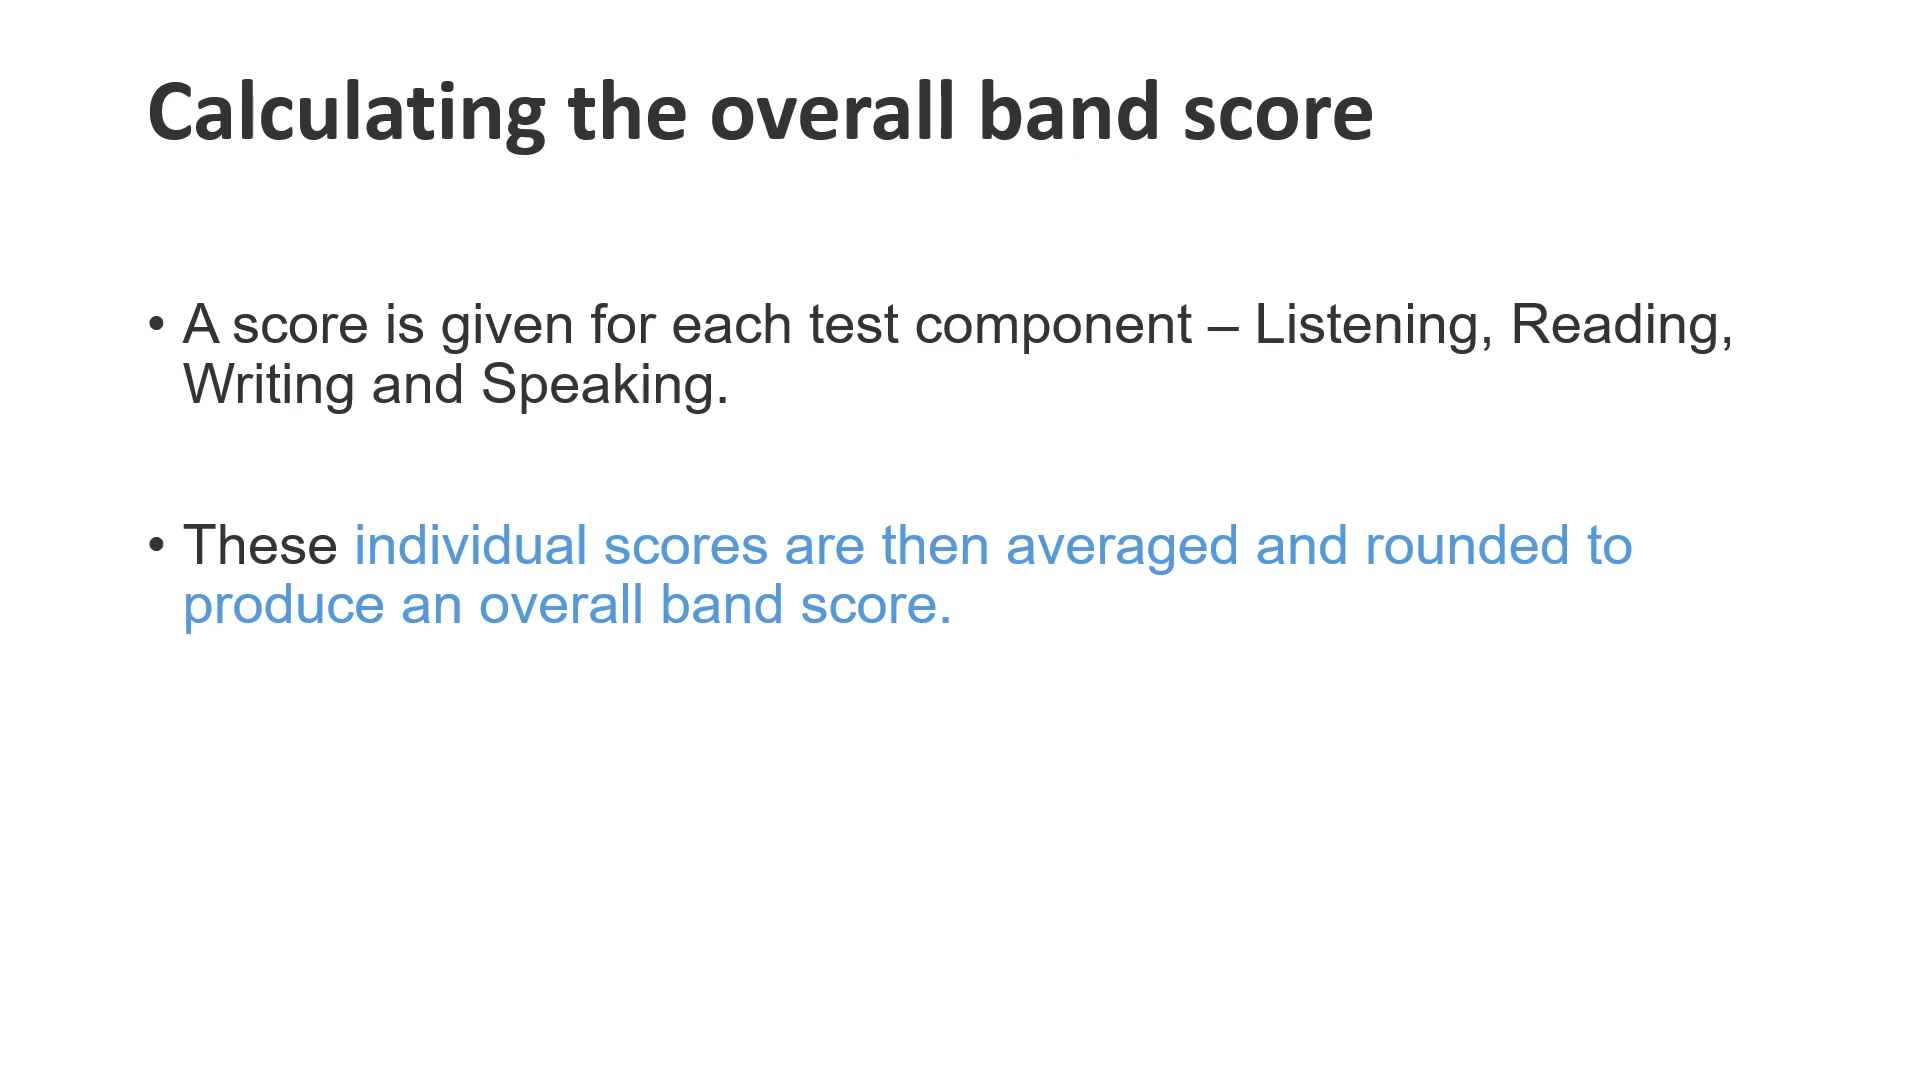 Calculating the overall band score
• A score is given for each test component – Listening, Reading,
Writing and Speaking.
• These individual scores are then averaged and rounded to
produce an overall band score.